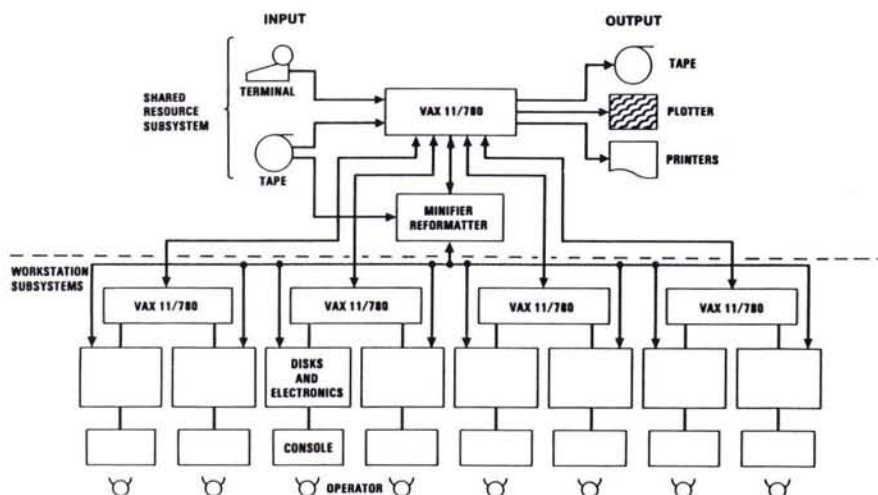 INPUT
OUTPUT
TERMINAL
SHARED
RESOURCE
SUBSYSTEM
TAPE
VAX 11/780
TAPE
PLOTTER
PRINTERS
MINIFIER
REFORMATTER
WORKSTATION
SUBSYSTEMS
VAX 11/780
VAX 11/780
VAX 11/780
VAX 11/780
DISKS
AND
ELECTRONICS
CONSOLE
OPERATOR